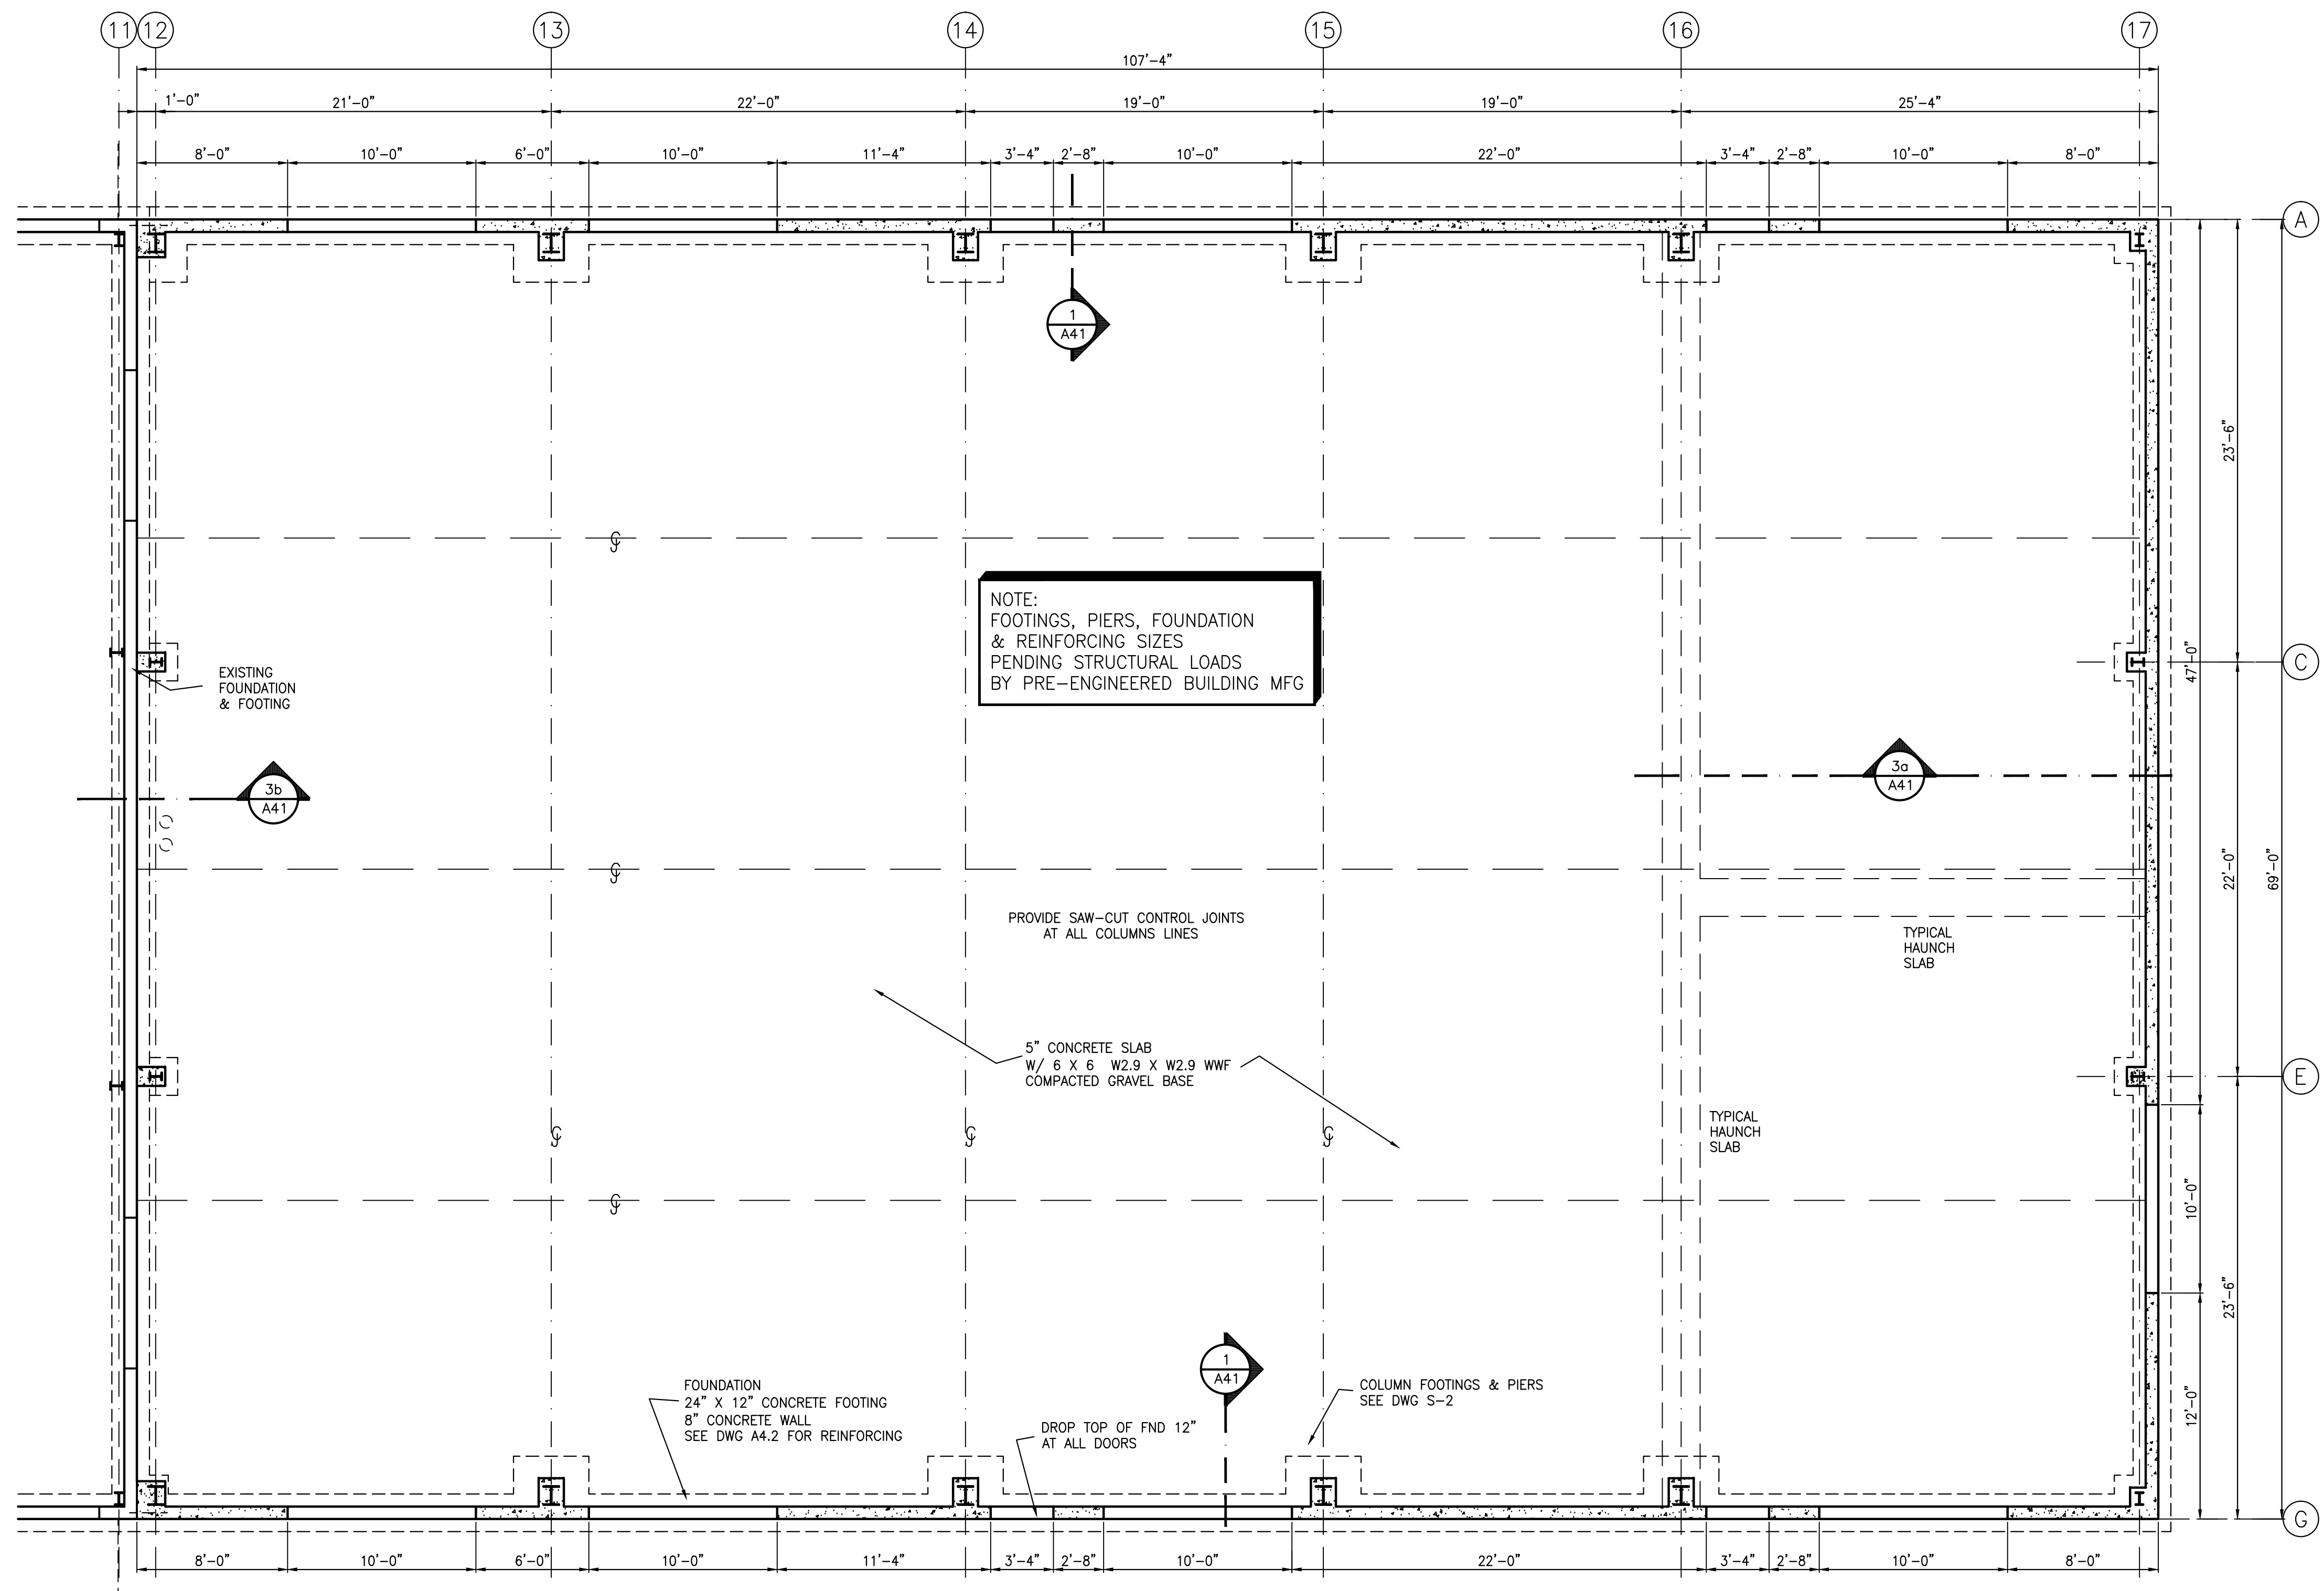 11 12 13 14 15 16 17
107'-4"
1'-0" 21'-0" 22'-0" 19'-0" 19'-0" 25'-4"
8'-0" 10'-0" 6'-0" 10'-0" 11'-4" 3'-4" 2'-8" 10'-0" 22'-0" 3'-4" 2'-8" 10'-0" 8'-0"
A
1
A41
23'-6"
CJ
NOTE:
FOOTINGS, PIERS, FOUNDATION
& REINFORCING SIZES
PENDING STRUCTURAL LOADS
BY PRE-ENGINEERED BUILDING MFG
EXISTING
FOUNDATION
& FOOTING
47'-0"
C
3b
A41
3a
A41
CJ
22'-0"
69'-0"
PROVIDE SAW-CUT CONTROL JOINTS
AT ALL COLUMNS LINES
TYPICAL
HAUNCH
SLAB
5" CONCRETE SLAB
W/ 6 X 6 W2.9 X W2.9 WWF
COMPACTED GRAVEL BASE
E
TYPICAL
HAUNCH
SLAB
CJ CJ CJ
CJ
10'-0"
23'-6"
1
A41
FOUNDATION
24" X 12" CONCRETE FOOTING
8" CONCRETE WALL
SEE DWG A4.2 FOR REINFORCING
DROP TOP OF FND 12"
AT ALL DOORS
COLUMN FOOTINGS & PIERS
SEE DWG S-2
12'-0"
G
8'-0" 10'-0" 6'-0" 10'-0" 11'-4" 3'-4" 2'-8" 10'-0" 22'-0" 3'-4" 2'-8" 10'-0" 8'-0"